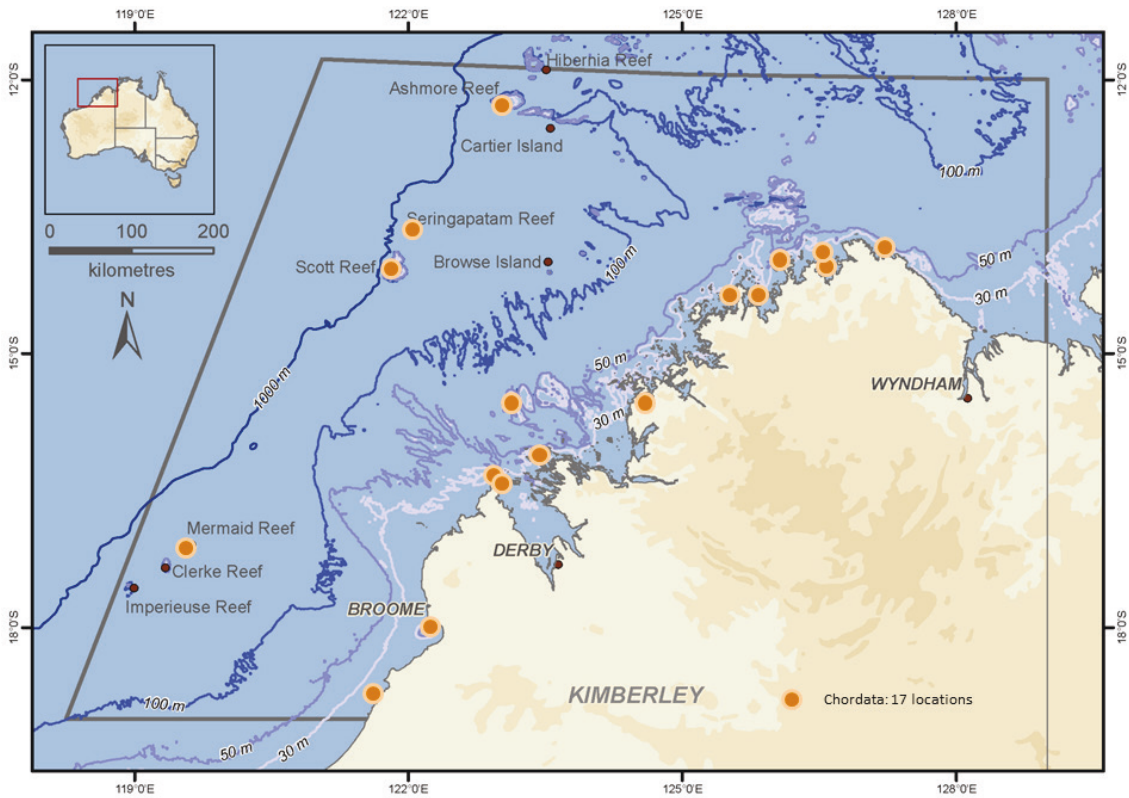 119°0'E
122°0'E
125°0'E
128°0'E
12°0'S
12°0'S
Hiberhia Reef
Ashmore Reef
Cartier Island
100 m
Seringapatam Reef
0 100 200
kilometres
Scott Reef
Browse Island
100 m
50 m
30 m
N
15°0'S
15°0'S
50 m
1000 m
WYNDHAM
30 m
Mermaid Reef
DERBY
Clerke Reef
Imperieuse Reef
BROOME
18°0'S
18°0'S
KIMBERLEY
Chordata: 17 locations
100 m
50 m
30 m
119°0'E
122°0'E
125°0'E
128°0'E